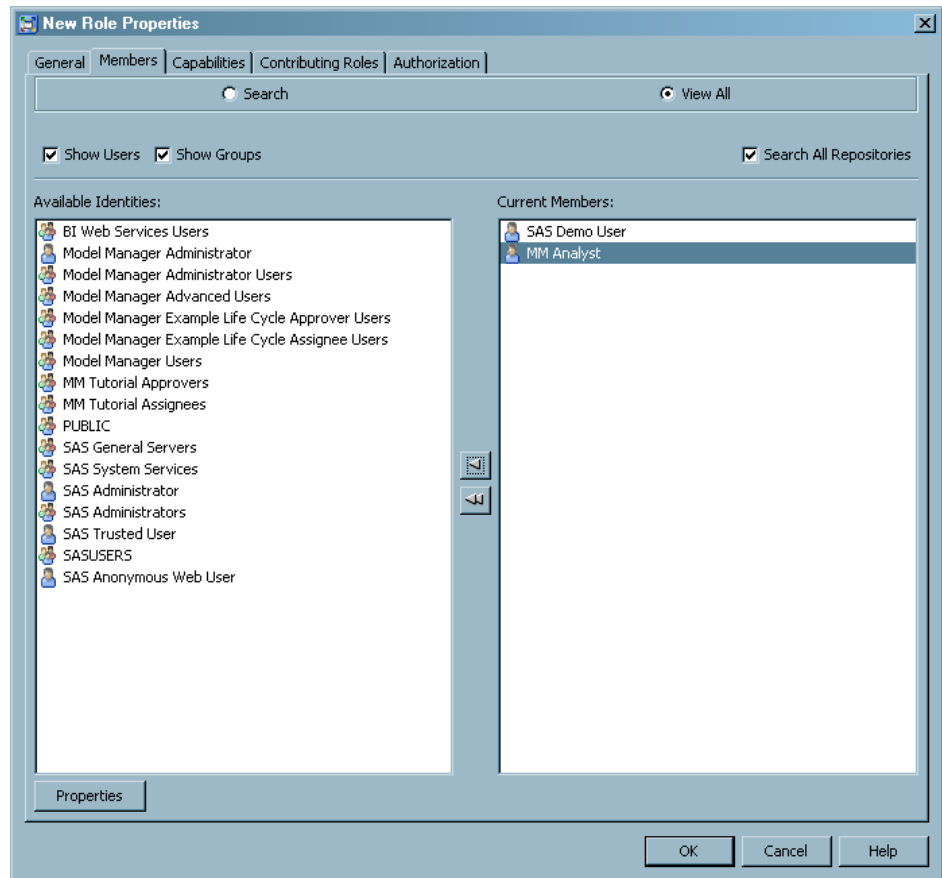 New Role Properties
General Members Capabilities Contributing Roles Authorization
Search View All
Show Users Show Groups Search All Repositories
Available Identities: Current Members:
BI Web Services Users
Model Manager Administrator
Model Manager Administrator Users
Model Manager Advanced Users
Model Manager Example Life Cycle Approver Users
Model Manager Example Life Cycle Assignee Users
Model Manager Users
MM Tutorial Approvers
MM Tutorial Assignees
PUBLIC
SAS General Servers
SAS System Services
SAS Administrator
SAS Administrators
SAS Trusted User
SASUSERS
SAS Anonymous Web User
SAS Demo User
MM Analyst
Properties
OK Cancel Help